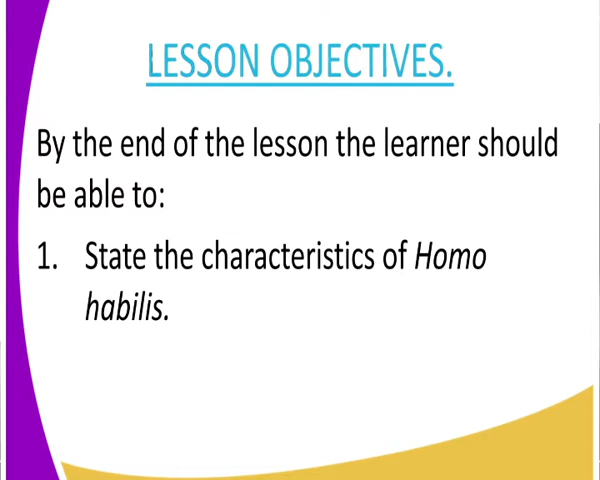 LESSON OBJECTIVES.
By the end of the lesson the learner should
be able to:
1. State the characteristics of Homo
habilis.